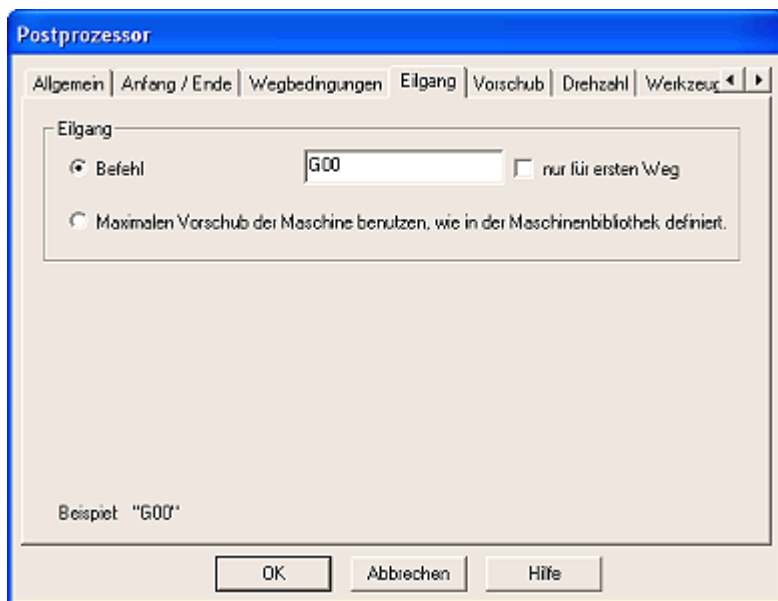 Postprozessor
Allgemein Anfang / Ende Wegbedingungen Eilgang Vorschub Drehzahl Werkzeug
Eilgang
Befehl G00 nur für ersten Weg
Maximalen Vorschub der Maschine benutzen, wie in der Maschinenbibliothek definiert.
Beispiel: "G00"
OK Abbrechen Hilfe